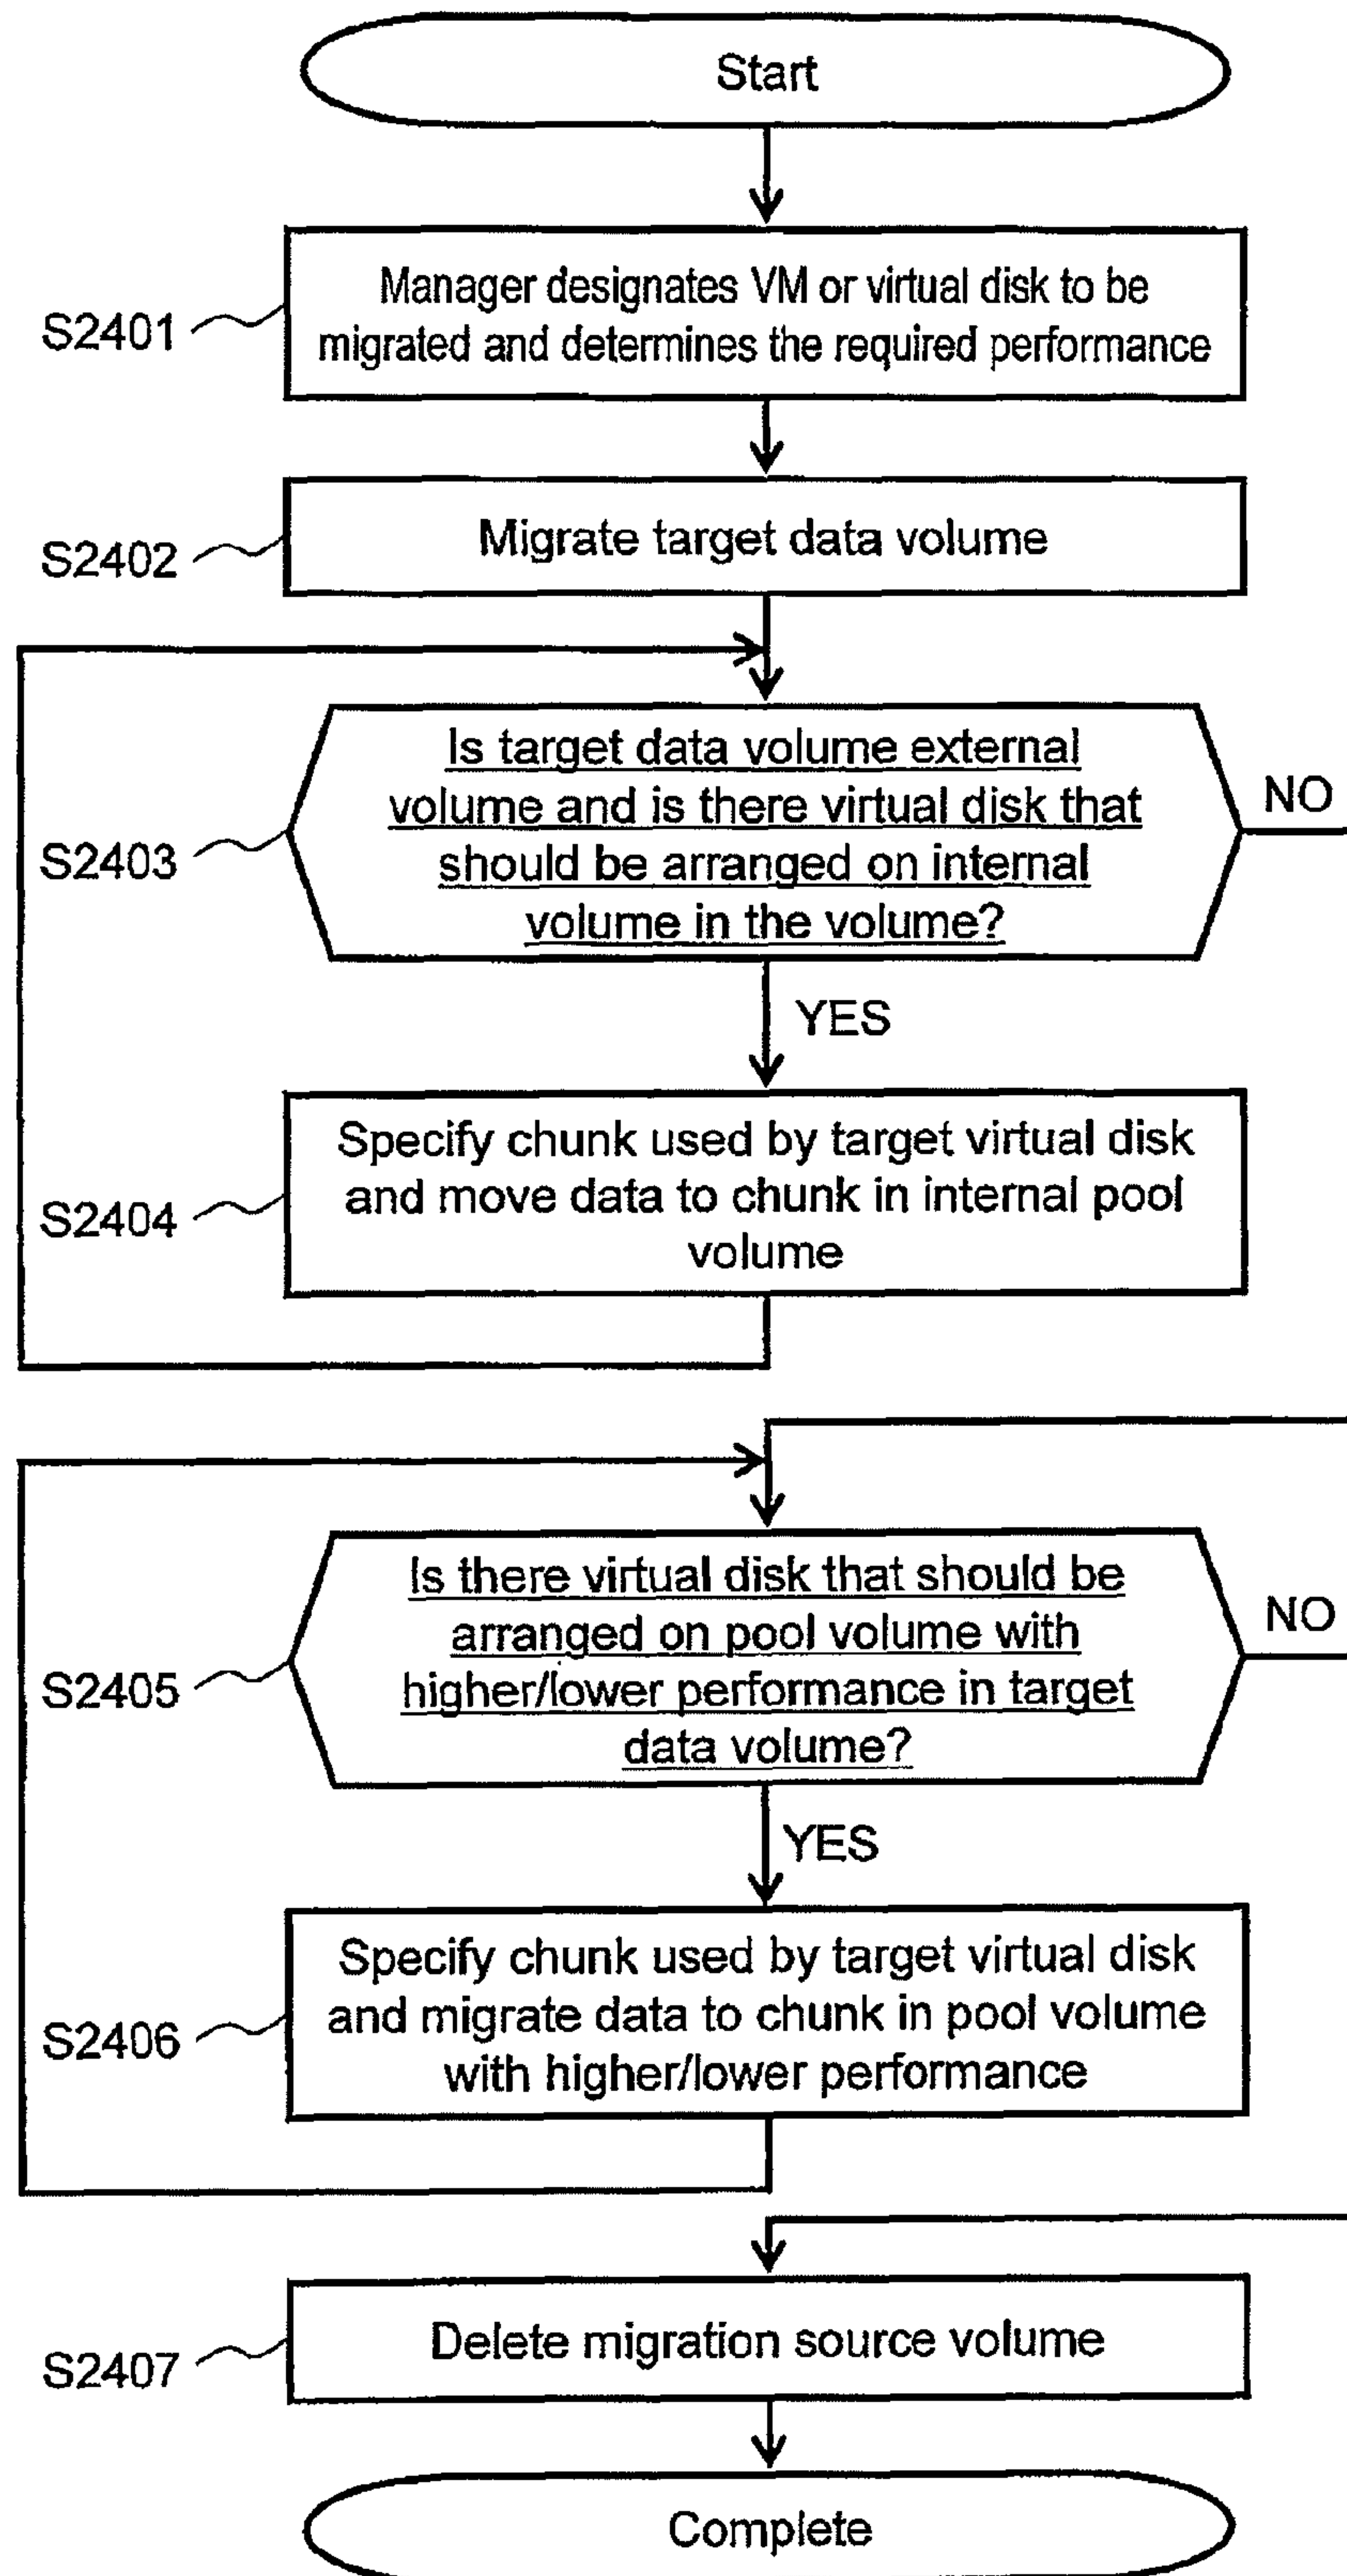 Start
Manager designates VM or virtual disk to be
migrated and determines the required performance
S2401
Migrate target data volume
S2402
Is target data volume external
volume and is there virtual disk that
should be arranged on internal
volume in the volume?
NO
S2403
YES
Specify chunk used by target virtual disk
and move data to chunk in internal pool
volume
S2404
Is there virtual disk that should be
arranged on pool volume with
higher/lower performance in target
data volume?
NO
S2405
YES
Specify chunk used by target virtual disk
and migrate data to chunk in pool volume
with higher/lower performance
S2406
Delete migration source volume
S2407
Complete